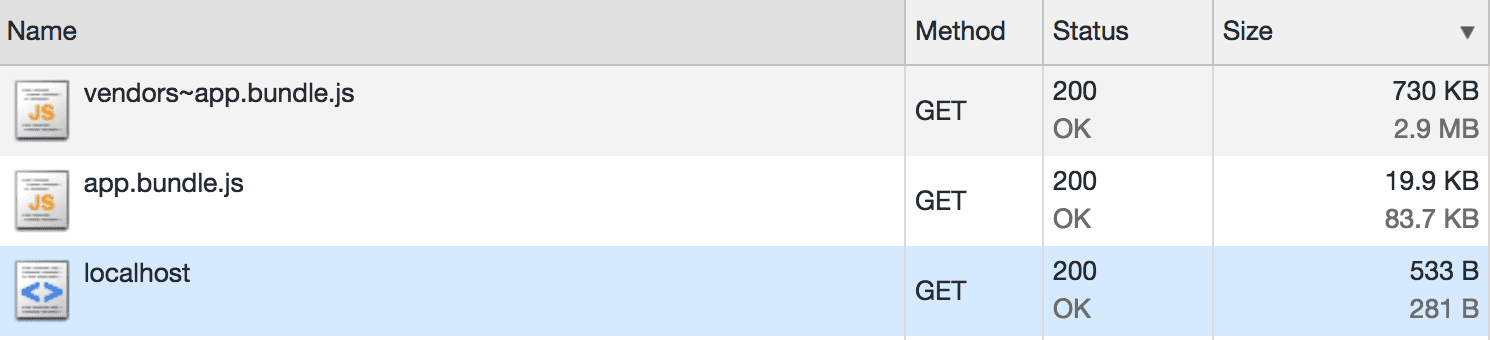 Name Method Status Size ▼
JS vendors~app.bundle.js GET 200 730 KB
OK 2.9 MB
JS app.bundle.js GET 200 19.9 KB
OK 83.7 KB
<> localhost GET 200 533 B
OK 281 B